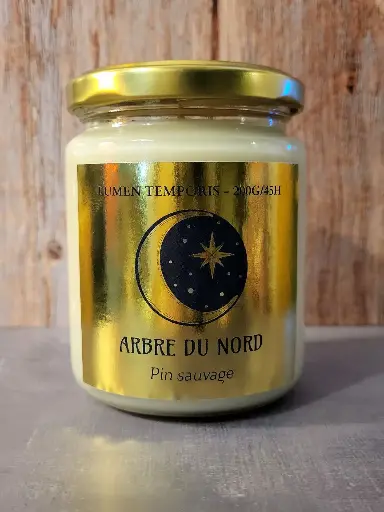 LUMEN TEMPORIS - 200G/45H
ARBRE DU NORD
Pin sauvage